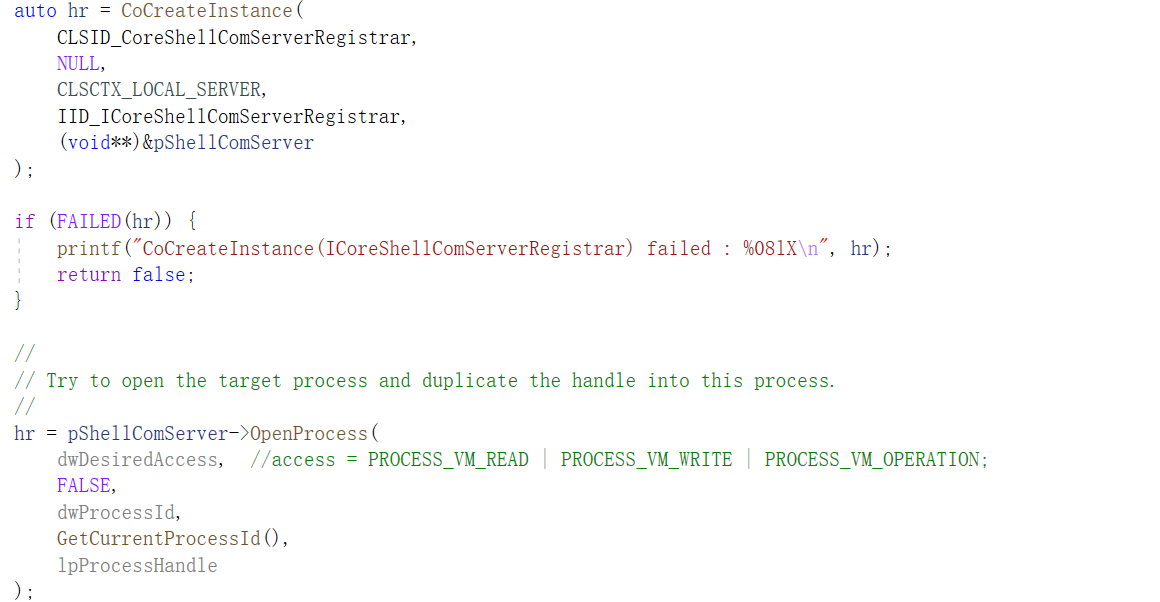 auto hr = CoCreateInstance(
    CLSID_CoreShellComServerRegistrar,
    NULL,
    CLSCTX_LOCAL_SERVER,
    IID_ICoreShellComServerRegistrar,
    (void**)&pShellComServer
);

if (FAILED(hr)) {
    printf("CoCreateInstance(ICoreShellComServerRegistrar) failed : %08lX\n", hr);
    return false;
}

//
// Try to open the target process and duplicate the handle into this process.
//
hr = pShellComServer->OpenProcess(
    dwDesiredAccess,  //access = PROCESS_VM_READ | PROCESS_VM_WRITE | PROCESS_VM_OPERATION;
    FALSE,
    dwProcessId,
    GetCurrentProcessId(),
    lpProcessHandle
);